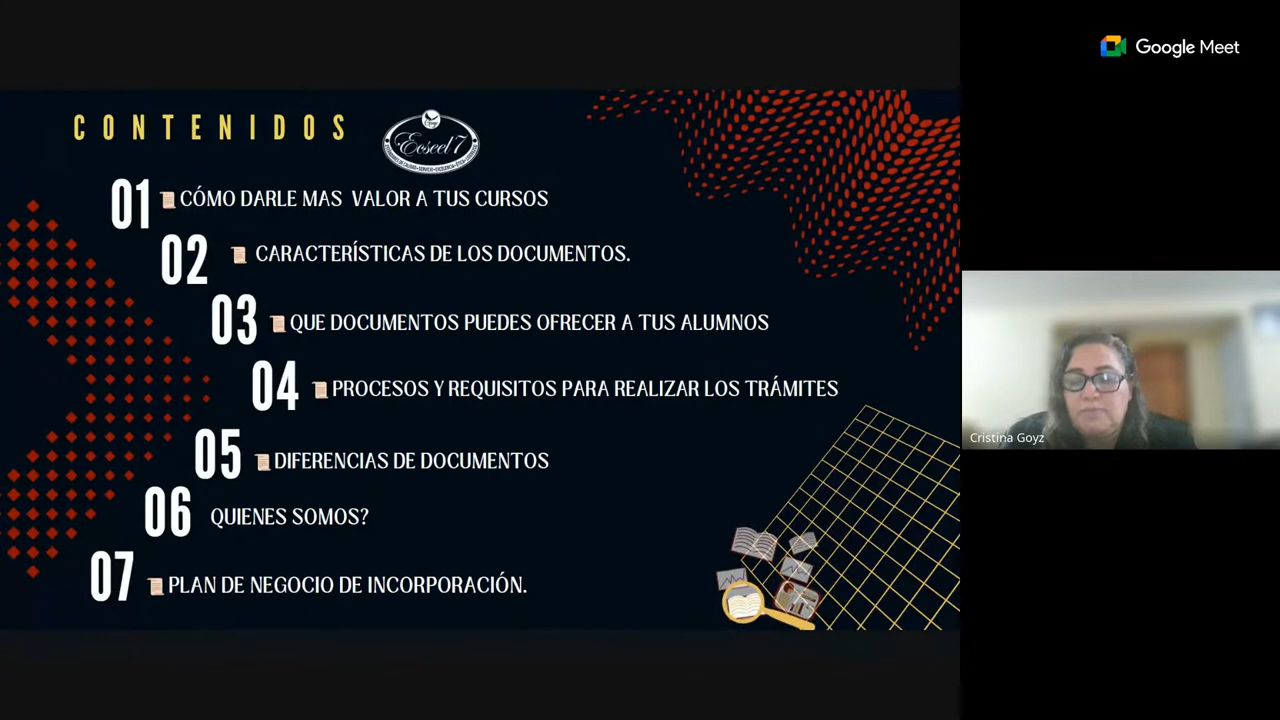 Google Meet
CONTENIDOS
Ecseel7
01 CÓMO DARLE MAS VALOR A TUS CURSOS
02 CARACTERÍSTICAS DE LOS DOCUMENTOS.
03 QUE DOCUMENTOS PUEDES OFRECER A TUS ALUMNOS
04 PROCESOS Y REQUISITOS PARA REALIZAR LOS TRÁMITES
05 DIFERENCIAS DE DOCUMENTOS
06 QUIENES SOMOS?
07 PLAN DE NEGOCIO DE INCORPORACIÓN.
Cristina Goyz